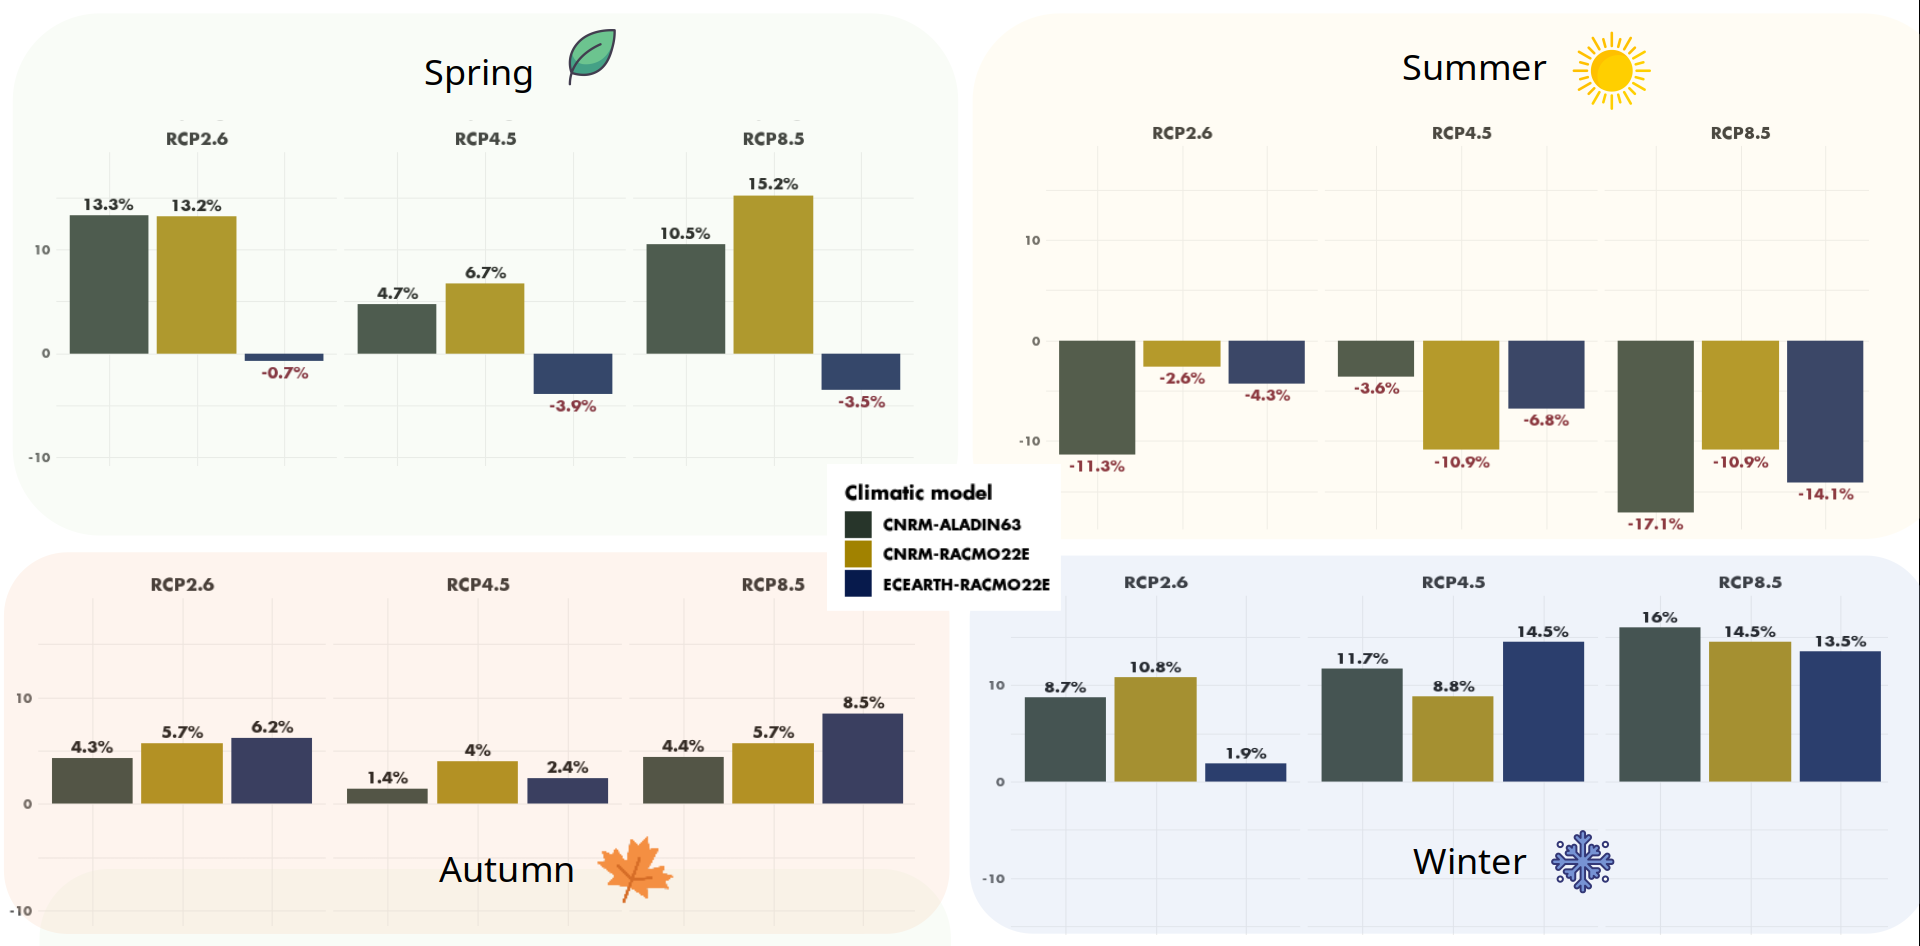 Spring
RCP2.6 RCP4.5 RCP8.5
13.3% 13.2% -0.7% 4.7% 6.7% -3.9% 10.5% 15.2% -3.5%
10
0
-10
Summer
RCP2.6 RCP4.5 RCP8.5
10
0
-10
-11.3% -2.6% -4.3% -3.6% -10.9% -6.8% -17.1% -10.9% -14.1%
Climatic model
CNRM-ALADIN63
CNRM-RACMO22E
ECEARTH-RACMO22E
RCP2.6 RCP4.5 RCP8.5
4.3% 5.7% 6.2% 1.4% 4% 2.4% 4.4% 5.7% 8.5%
10
0
-10
Autumn
RCP2.6 RCP4.5 RCP8.5
8.7% 10.8% 1.9% 11.7% 8.8% 14.5% 16% 14.5% 13.5%
10
0
-10
Winter